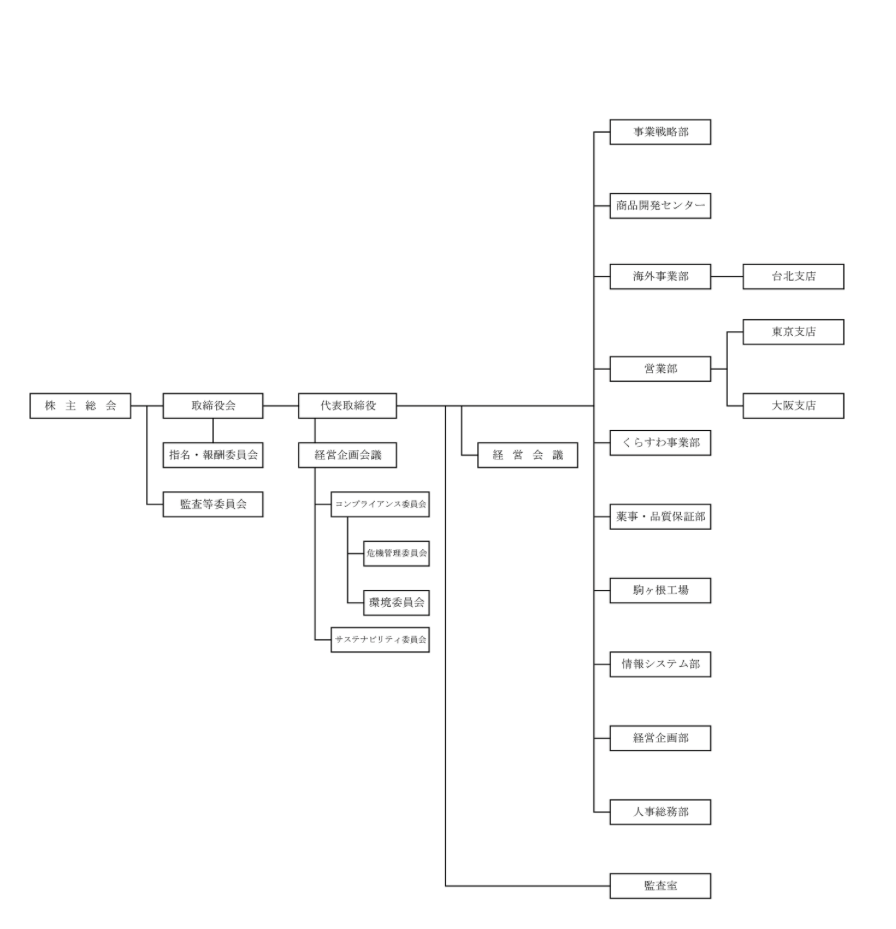 事業戦略部
商品開発センター
海外事業部
台北支店
東京支店
営業部
株主総会
取締役会
代表取締役
大阪支店
くらすわ事業部
指名・報酬委員会
経営企画会議
経営会議
監査等委員会
コンプライアンス委員会
薬事・品質保証部
危機管理委員会
駒ヶ根工場
環境委員会
サステナビリティ委員会
情報システム部
経営企画部
人事総務部
監査室